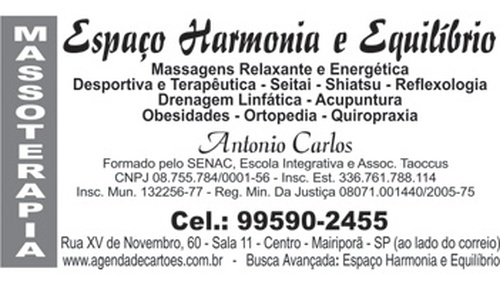 MASSOTERAPIA
Espaço Harmonia e Equilíbrio
Massagens Relaxante e Energética
Desportiva e Terapêutica - Seitai - Shiatsu - Reflexologia
Drenagem Linfática - Acupuntura
Obesidades - Ortopedia - Quiropraxia
Antonio Carlos
Formado pelo SENAC, Escola Integrativa e Assoc. Taoccus
CNPJ 08.755.784/0001-56 - Insc. Est. 336.761.788.114
Insc. Mun. 132256-77 - Reg. Min. Da Justiça 08071.001440/2005-75
Cel.: 99590-2455
Rua XV de Novembro, 60 - Sala 11 - Centro - Mairiporã - SP (ao lado do correio)
www.agendadecartoes.com.br - Busca Avançada: Espaço Harmonia e Equilíbrio